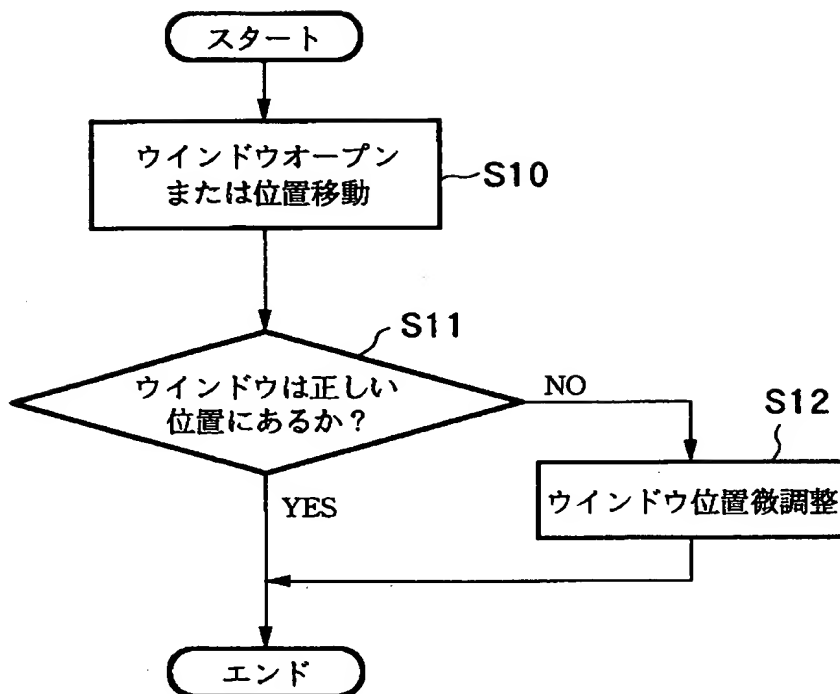 スタート
ウインドウオープン
または位置移動
S10
S11
ウインドウは正しい
位置にあるか？
NO
S12
YES
ウインドウ位置微調整
エンド